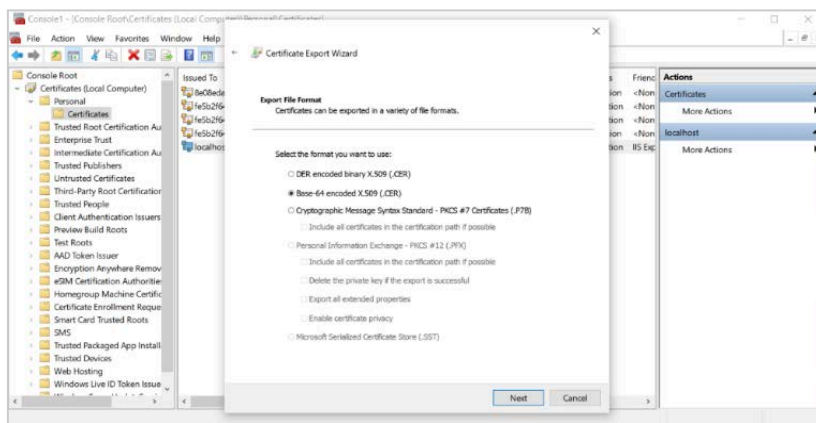 Console1 - [Console Root\Certificates (Local Computer)\Personal\Certificates]
File Action View Favorites Window Help
Console Root
Certificates (Local Computer)
Personal
Certificates
Trusted Root Certification Au
Enterprise Trust
Intermediate Certification Au
Trusted Publishers
Untrusted Certificates
Third-Party Root Certification
Trusted People
Client Authentication Issuers
Preview Build Roots
Test Roots
AAD Token Issuer
Encryption Anywhere Remov
eSIM Certification Authorities
Homegroup Machine Certific
Certificate Enrollment Reque
Smart Card Trusted Roots
SMS
Trusted Packaged App Install
Trusted Devices
Web Hosting
Windows Live ID Token Issue
Issued To
fe5b2f6
fe5b2f6
fe5b2f6
localhos
Certificate Export Wizard
Export File Format
Certificates can be exported in a variety of file formats.
Select the format you want to use:
DER encoded binary X.509 (.CER)
Base-64 encoded X.509 (.CER)
Cryptographic Message Syntax Standard - PKCS #7 Certificates (.P7B)
Include all certificates in the certification path if possible
Personal Information Exchange - PKCS #12 (.PFX)
Include all certificates in the certification path if possible
Delete the private key if the export is successful
Export all extended properties
Enable certificate privacy
Microsoft Serialized Certificate Store (.SST)
Next Cancel
s Frienc
ion <Non
tion <Non
tion <Non
ion <Non
tion IIS Exp
Actions
Certificates
More Actions
localhost
More Actions